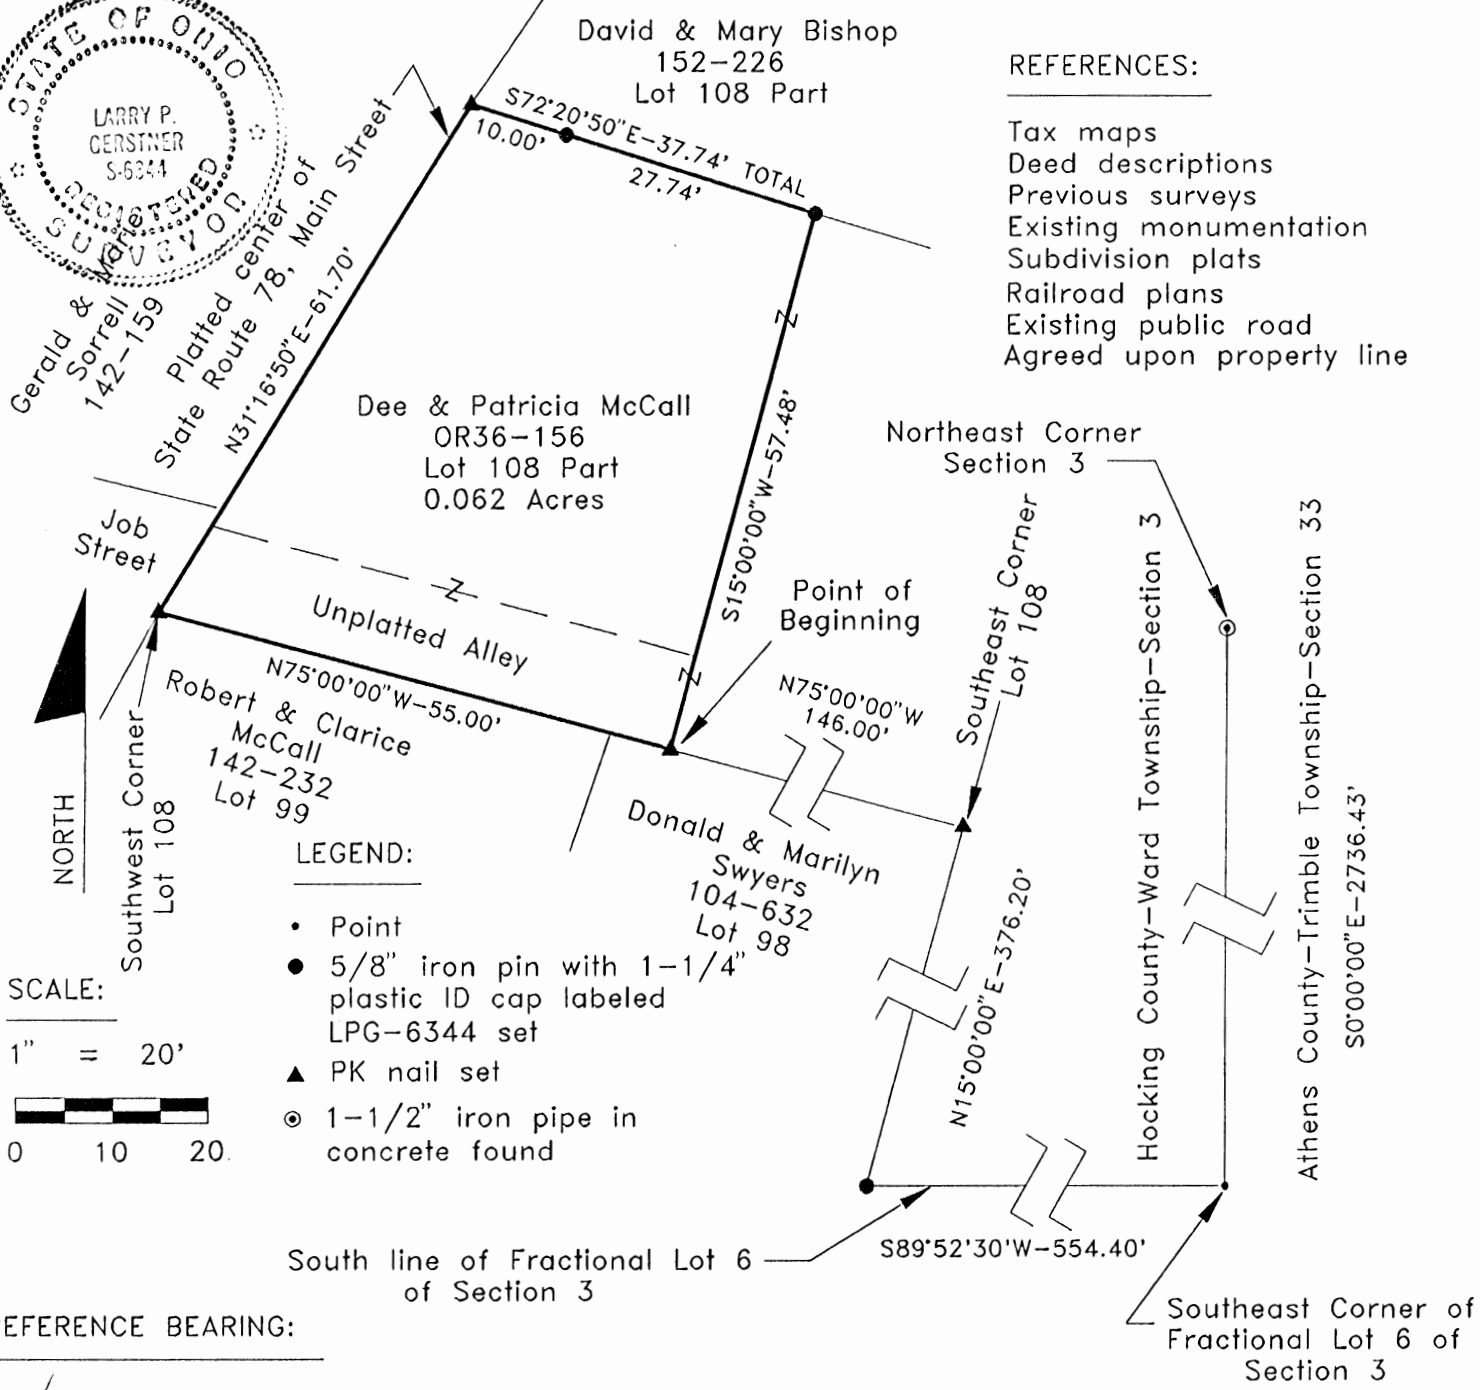 STATE OF OHIO
LARRY P.
GERSTNER
S-6344
REGISTERED
SURVEYOR
David & Mary Bishop
152-226
Lot 108 Part
S72°20'50"E-37.74' TOTAL
10.00'
27.74'
REFERENCES:
Tax maps
Deed descriptions
Previous surveys
Existing monumentation
Subdivision plats
Railroad plans
Existing public road
Agreed upon property line
Gerald & Marie
Sorrell
142-159
Platted center of
State Route 78, Main Street
N31°16'50"E-61.70'
Dee & Patricia McCall
OR36-156
Lot 108 Part
0.062 Acres
S15°00'00"W-57.48'
Job
Street
Z
Z
Z
Unplatted Alley
N75°00'00"W-55.00'
Point of
Beginning
Robert & Clarice
McCall
142-232
Lot 99
NORTH
Southwest Corner
Lot 108
N75°00'00"W
146.00'
Southeast Corner
Lot 108
Donald & Marilyn
Swyers
104-632
Lot 98
Northeast Corner
Section 3
Hocking County-Ward Township-Section 3
Athens County-Trimble Township-Section 33
S0°00'00"E-2736.43'
N15°00'00"E-376.20'
S89°52'30'W-554.40'
LEGEND:
Point
5/8" iron pin with 1-1/4"
plastic ID cap labeled
LPG-6344 set
PK nail set
1-1/2" iron pipe in
concrete found
SCALE:
1" = 20'
0 10 20
South line of Fractional Lot 6
of Section 3
Southeast Corner of
Fractional Lot 6 of
Section 3
EFERENCE BEARING: